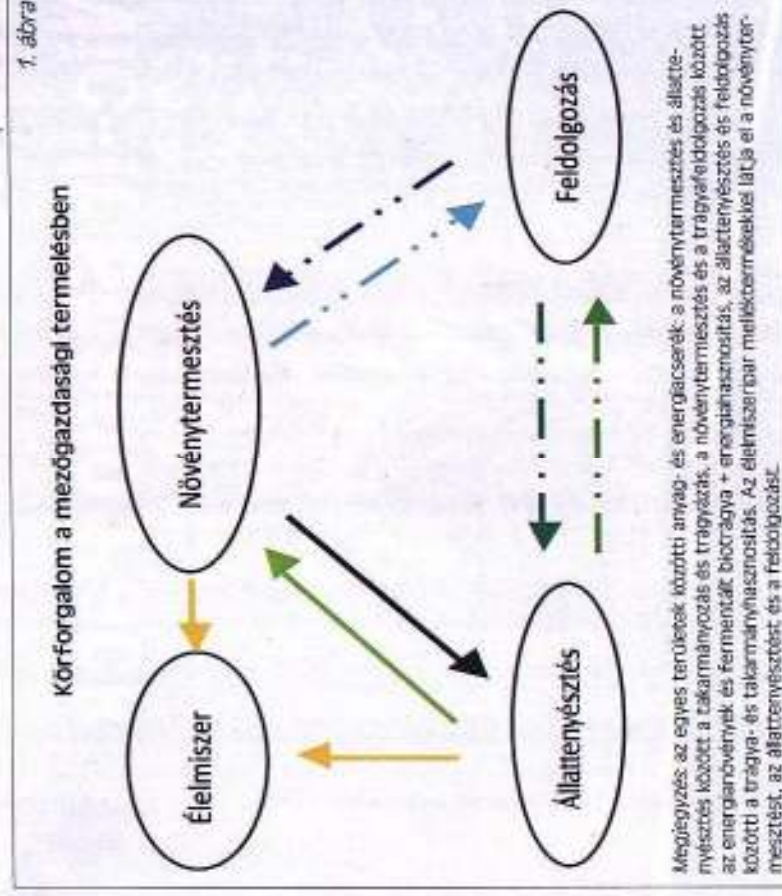 1. ábra
Körforgalom a mezőgazdasági termelésben
Élelmiszer
Növénytermesztés
Állattenyésztés
Feldolgozás
Megjegyzés: az egyes területek közötti anyag- és energiacserék: a növénytermesztés és állatte-
nyésztés között a takarmányozás és trágyázás, a növénytermesztés és a trágyafeldolgozás között
az energianövények és fermentált biotrágya + energiahasznosítás, az állattenyésztés és feldolgozás
közötti a trágya- és takarmányhasznosítás. Az élelmiszeripar melléktermékekkel látja el a növényter-
mesztést, az állattenyésztést és a feldolgozást.